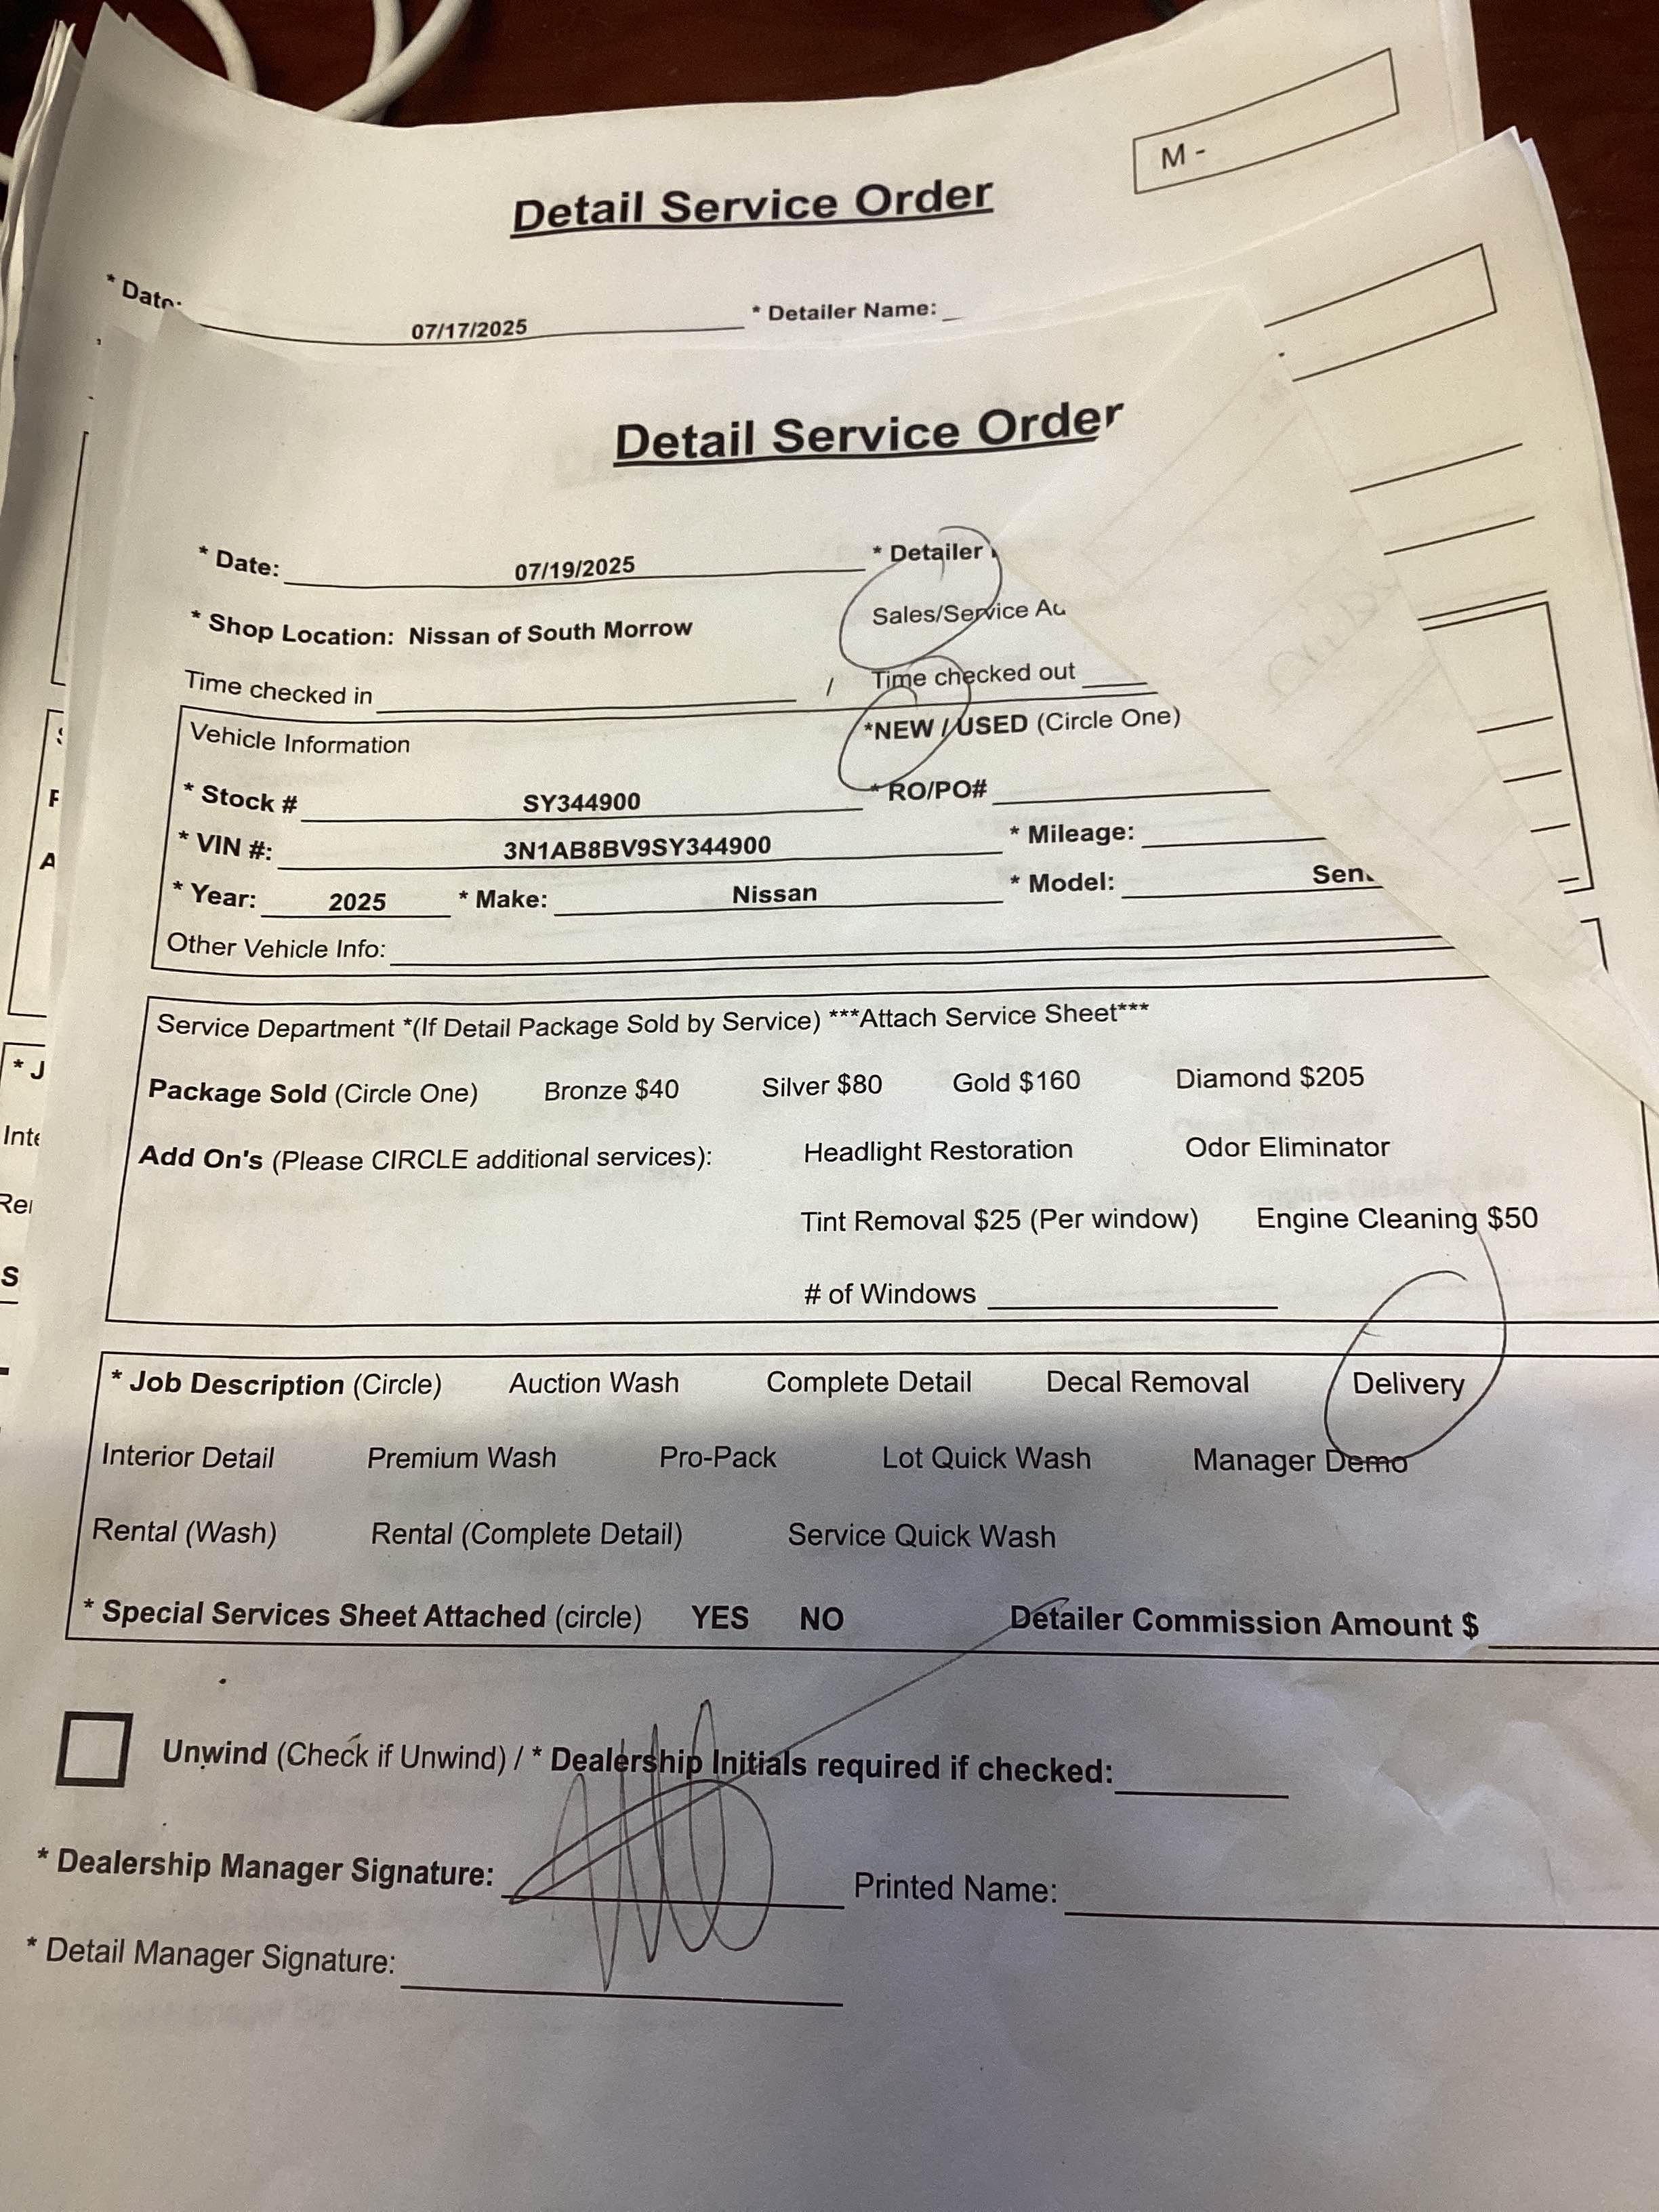 M -
Detail Service Order
* Date: 07/17/2025 * Detailer Name:
Detail Service Order
* Date: 07/19/2025 * Detailer
* Shop Location: Nissan of South Morrow Sales/Service
Time checked in / Time checked out
Vehicle Information *NEW / USED (Circle One)
* Stock # SY344900 * RO/PO#
* VIN #: 3N1AB8BV9SY344900 * Mileage:
* Year: 2025 * Make: Nissan * Model: Sen
Other Vehicle Info:
Service Department *(If Detail Package Sold by Service) ***Attach Service Sheet***
Package Sold (Circle One) Bronze $40 Silver $80 Gold $160 Diamond $205
Add On's (Please CIRCLE additional services): Headlight Restoration Odor Eliminator
Tint Removal $25 (Per window) Engine Cleaning $50
# of Windows
* Job Description (Circle) Auction Wash Complete Detail Decal Removal Delivery
Interior Detail Premium Wash Pro-Pack Lot Quick Wash Manager Demo
Rental (Wash) Rental (Complete Detail) Service Quick Wash
* Special Services Sheet Attached (circle) YES NO Detailer Commission Amount $
Unwind (Check if Unwind) / * Dealership Initials required if checked:
* Dealership Manager Signature: Printed Name:
* Detail Manager Signature: